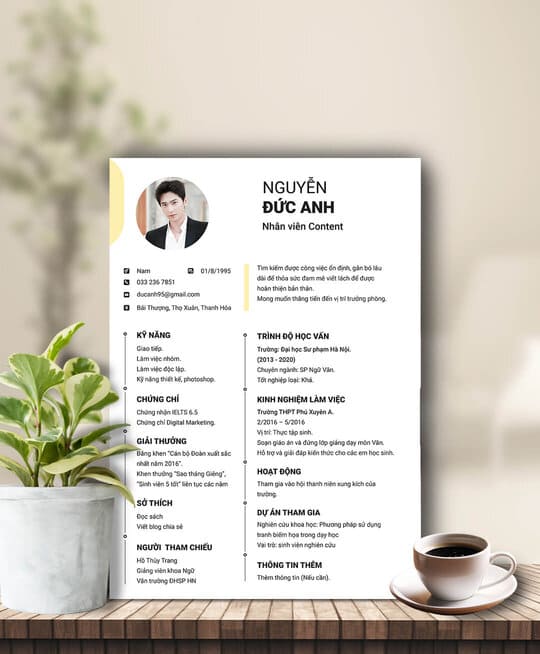 NGUYỄN
ĐỨC ANH
Nhân viên Content
Nam
01/8/1995
033 236 7851
ducanh95@gmail.com
Bái Thượng, Thọ Xuân, Thanh Hóa
Tìm kiếm được công việc ổn định, gắn bó lâu
dài để thỏa sức đam mê viết lách để được
hoàn thiện bản thân.
Mong muốn thăng tiến đến vị trí trưởng phòng.
KỸ NĂNG
Giao tiếp.
Làm việc nhóm.
Làm việc độc lập.
Kỹ năng thiết kế, photoshop.
CHỨNG CHỈ
Chứng nhận IELTS 6.5
Chứng chỉ Digital Marketing.
GIẢI THƯỞNG
Bằng khen "Cán bộ Đoàn xuất sắc
nhất năm 2016".
Khen thưởng "Sao tháng Giêng",
"Sinh viên 5 tốt" liên tục các năm
SỞ THÍCH
Đọc sách
Viết blog chia sẻ
NGƯỜI THAM CHIẾU
Hồ Thủy Trang
Giảng viên khoa Ngữ
Văn trường ĐHSP HN
TRÌNH ĐỘ HỌC VẤN
Trường: Đại học Sư phạm Hà Nội.
(2013 - 2020)
Chuyên ngành: SP Ngữ Văn.
Tốt nghiệp loại: Khá.
KINH NGHIỆM LÀM VIỆC
Trường THPT Phú Xuyên A.
2/2016 – 5/2016
Vị trí: Thực tập sinh.
Soạn giáo án và đứng lớp giảng dạy môn Văn.
Hỗ trợ và giải đáp kiến thức cho các em học sinh.
HOẠT ĐỘNG
Tham gia vào hội thanh niên xung kích của
trường.
DỰ ÁN THAM GIA
Nghiên cứu khoa học: Phương pháp sử dụng
tranh biếm họa trong dạy học
Vai trò: sinh viên nghiên cứu
THÔNG TIN THÊM
Thêm thông tin (Nếu cần).